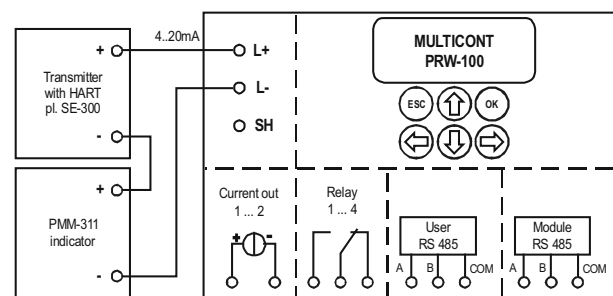 +
4..20mA
L+
Transmitter
with HART
pl. SE-300
-
L-
SH
MULTICONT
PRW-100
ESC
OK
+
PMM-311
indicator
-
Current out
1 ... 2
+ -
Relay
1 ... 4
User
RS 485
A B COM
Module
RS 485
A B COM